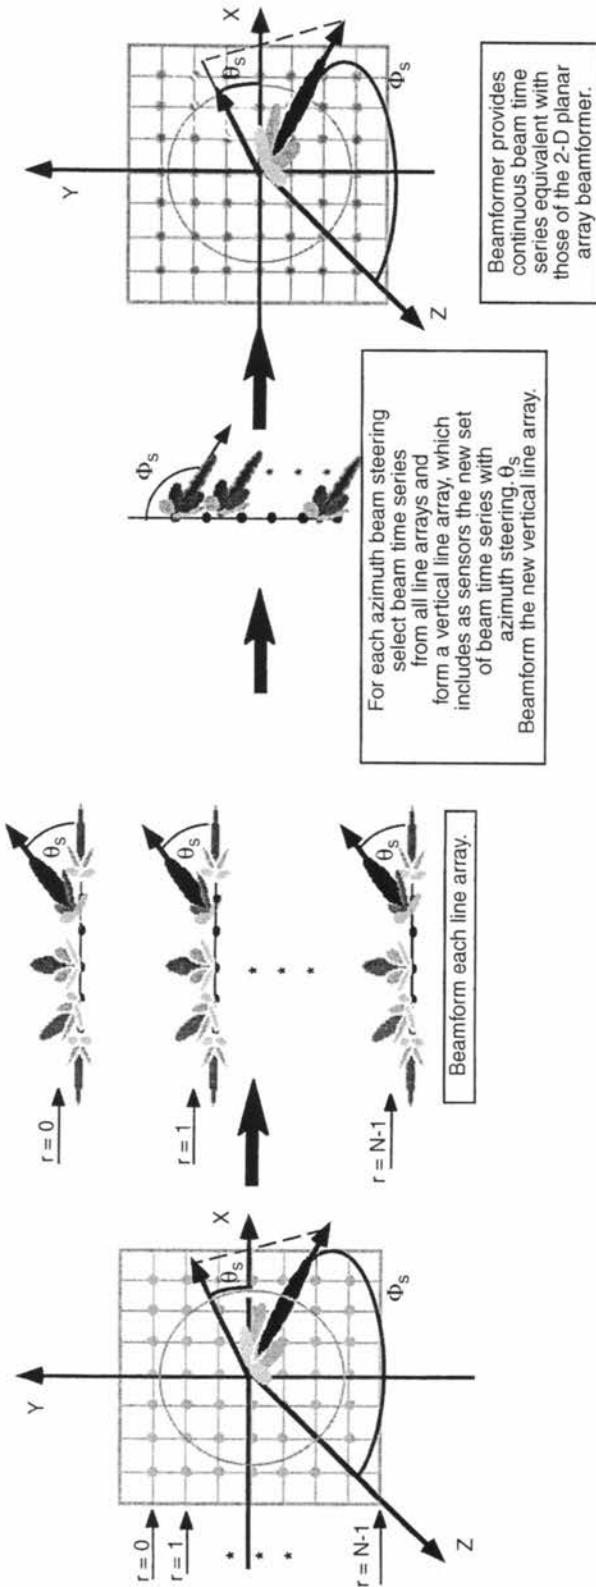 Y
X
Z
θs
Φs
r = 0
r = 1
*
*
*
r = N-1
r = 0
θs
r = 1
θs
*
*
*
r = N-1
θs
Beamform each line array.
Φs
*
*
*
For each azimuth beam steering
select beam time series
from all line arrays and
form a vertical line array, which
includes as sensors the new set
of beam time series with
azimuth steering. θs
Beamform the new vertical line array.
Y
X
Z
θs
Φs
Beamformer provides
continuous beam time
series equivalent with
those of the 2-D planar
array beamformer.